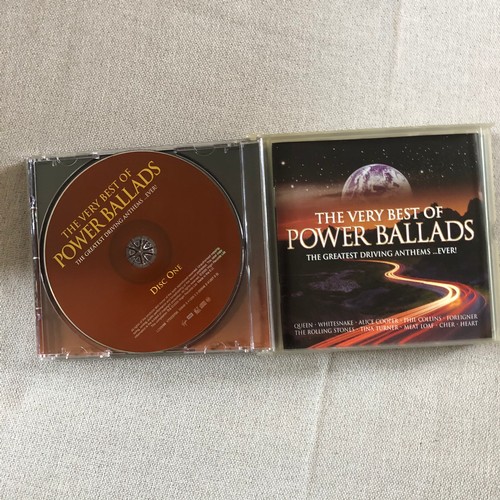 THE VERY BEST OF
POWER BALLADS
THE GREATEST DRIVING ANTHEMS ...EVER!
DISC ONE
THE VERY BEST OF
POWER BALLADS
THE GREATEST DRIVING ANTHEMS ...EVER!
QUEEN · WHITESNAKE · ALICE COOPER · PHIL COLLINS · FOREIGNER
THE ROLLING STONES · TINA TURNER · MEAT LOAF · CHER · HEART